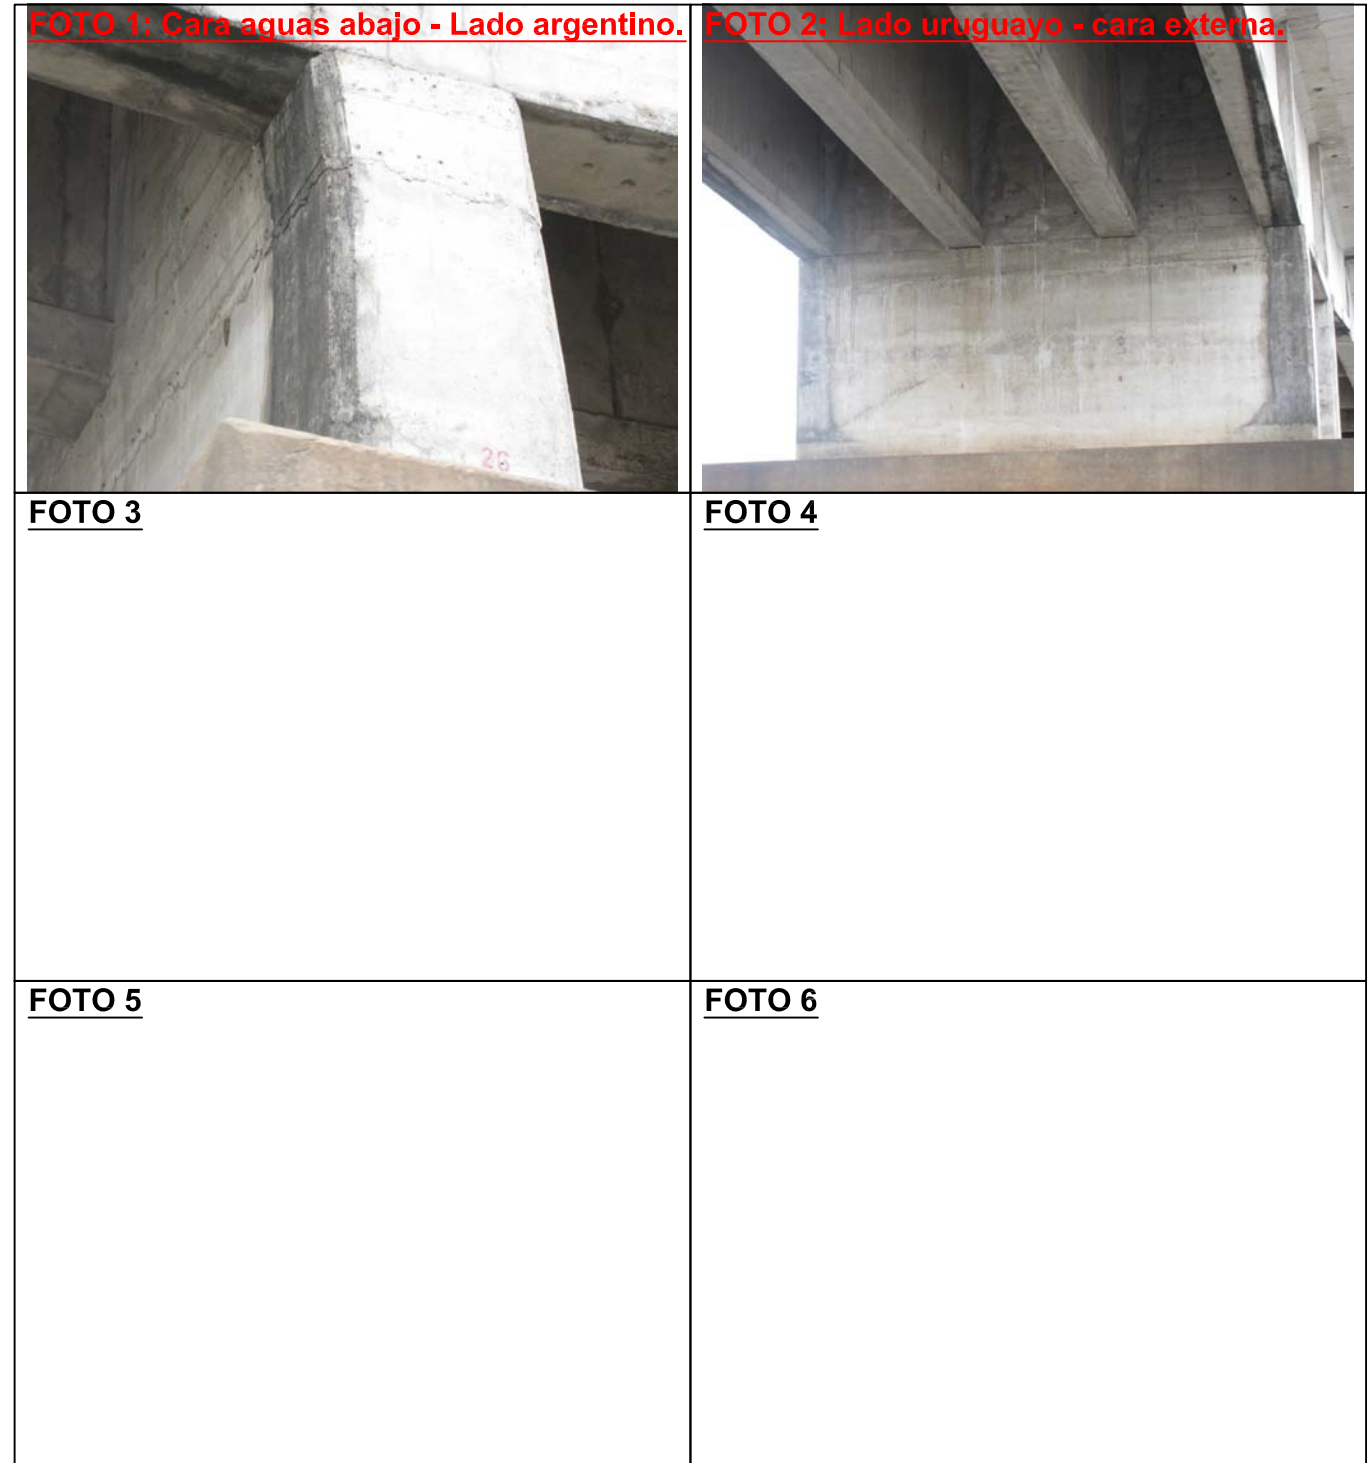 FOTO 1: Cara aguas abajo - Lado argentino.
FOTO 2: Lado uruguayo - cara externa.
26
FOTO 3
FOTO 4
FOTO 5
FOTO 6